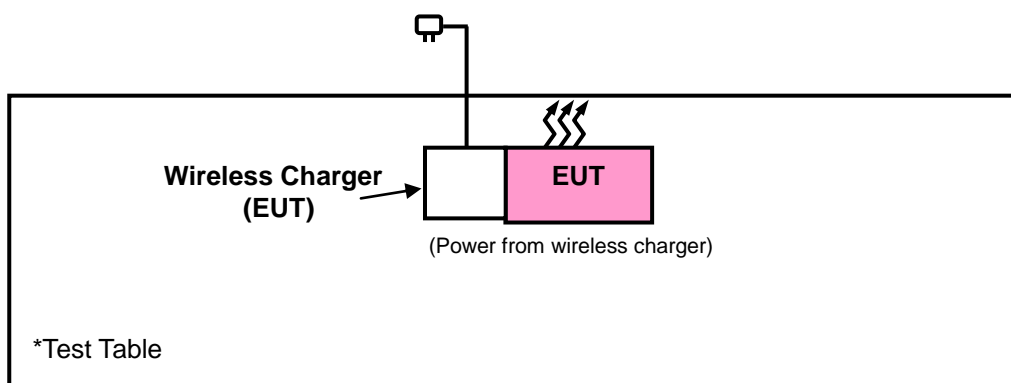 Wireless Charger
(EUT)
EUT
(Power from wireless charger)
*Test Table